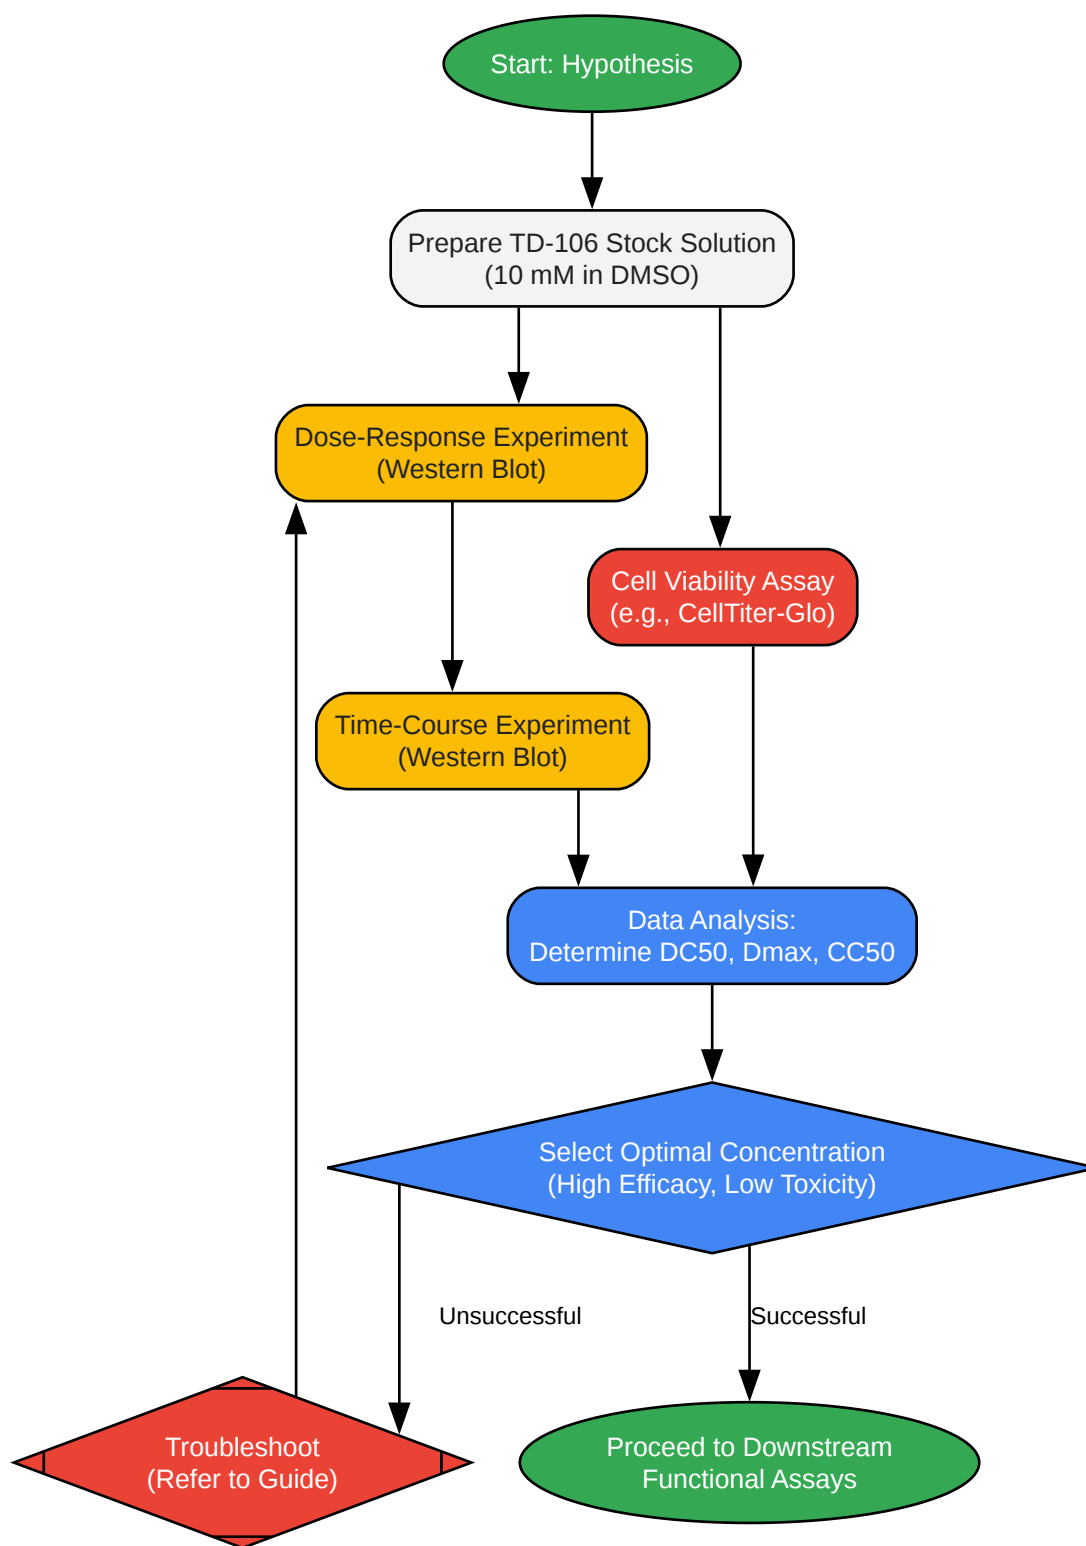 Start: Hypothesis
Prepare TD-106 Stock Solution
(10 mM in DMSO)
Dose-Response Experiment
(Western Blot)
Cell Viability Assay
(e.g., CellTiter-Glo)
Time-Course Experiment
(Western Blot)
Data Analysis:
Determine DC50, Dmax, CC50
Select Optimal Concentration
(High Efficacy, Low Toxicity)
Unsuccessful
Successful
Troubleshoot
(Refer to Guide)
Proceed to Downstream
Functional Assays